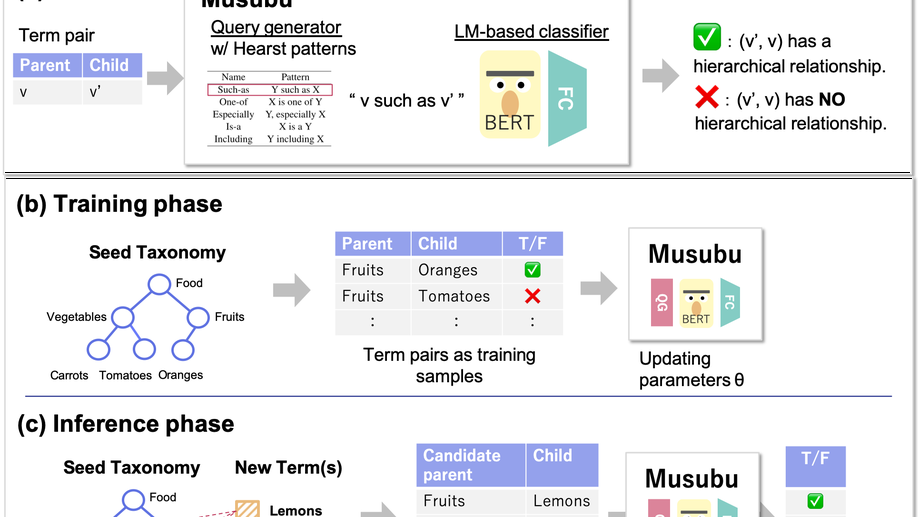 Musubu
Term pair
Parent Child
v v’
Query generator
w/ Hearst patterns
Name Pattern
Such-as Y such as X
One-of X is one of Y
Especially Y, especially X
Is-a X is a Y
Including Y including X
“ v such as v’ ”
LM-based classifier
BERT
FC
: (v’, v) has a
hierarchical relationship.
: (v’, v) has NO
hierarchical relationship.
(b) Training phase
Seed Taxonomy
Food
Vegetables
Fruits
Carrots Tomatoes Oranges
Parent Child T/F
Fruits Oranges
Fruits Tomatoes
: : :
Term pairs as training
samples
Musubu
QG
BERT
FC
Updating
parameters θ
(c) Inference phase
Seed Taxonomy
Food
New Term(s)
Lemons
Candidate
parent
Child
Fruits Lemons
Musubu
T/F